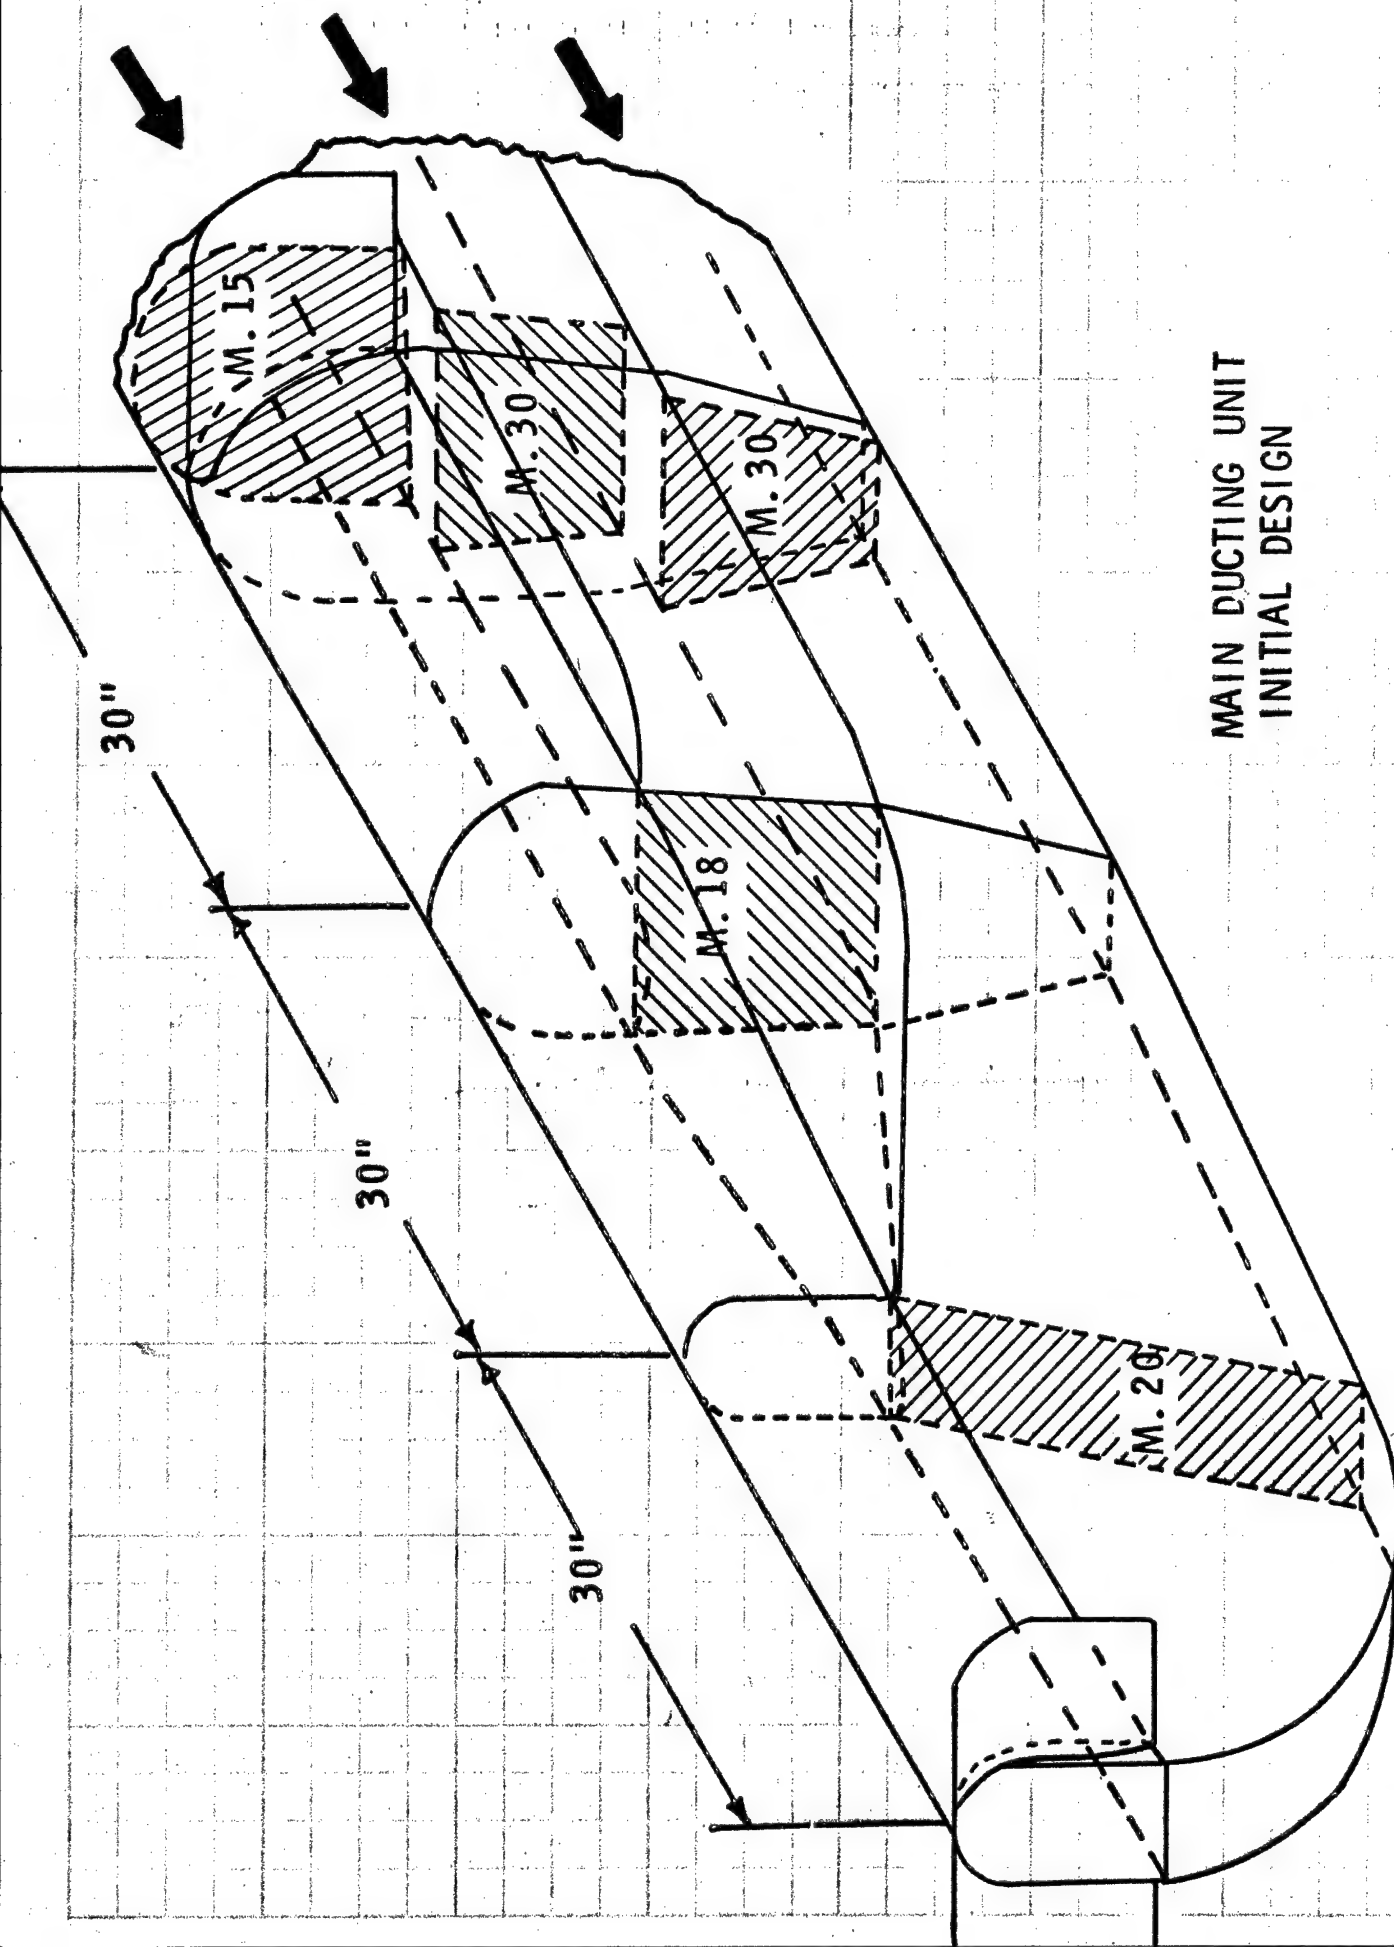 30"
30"
30"
M.15
M.30
M.30
M.18
M.20
MAIN DUCTING UNIT
INITIAL DESIGN